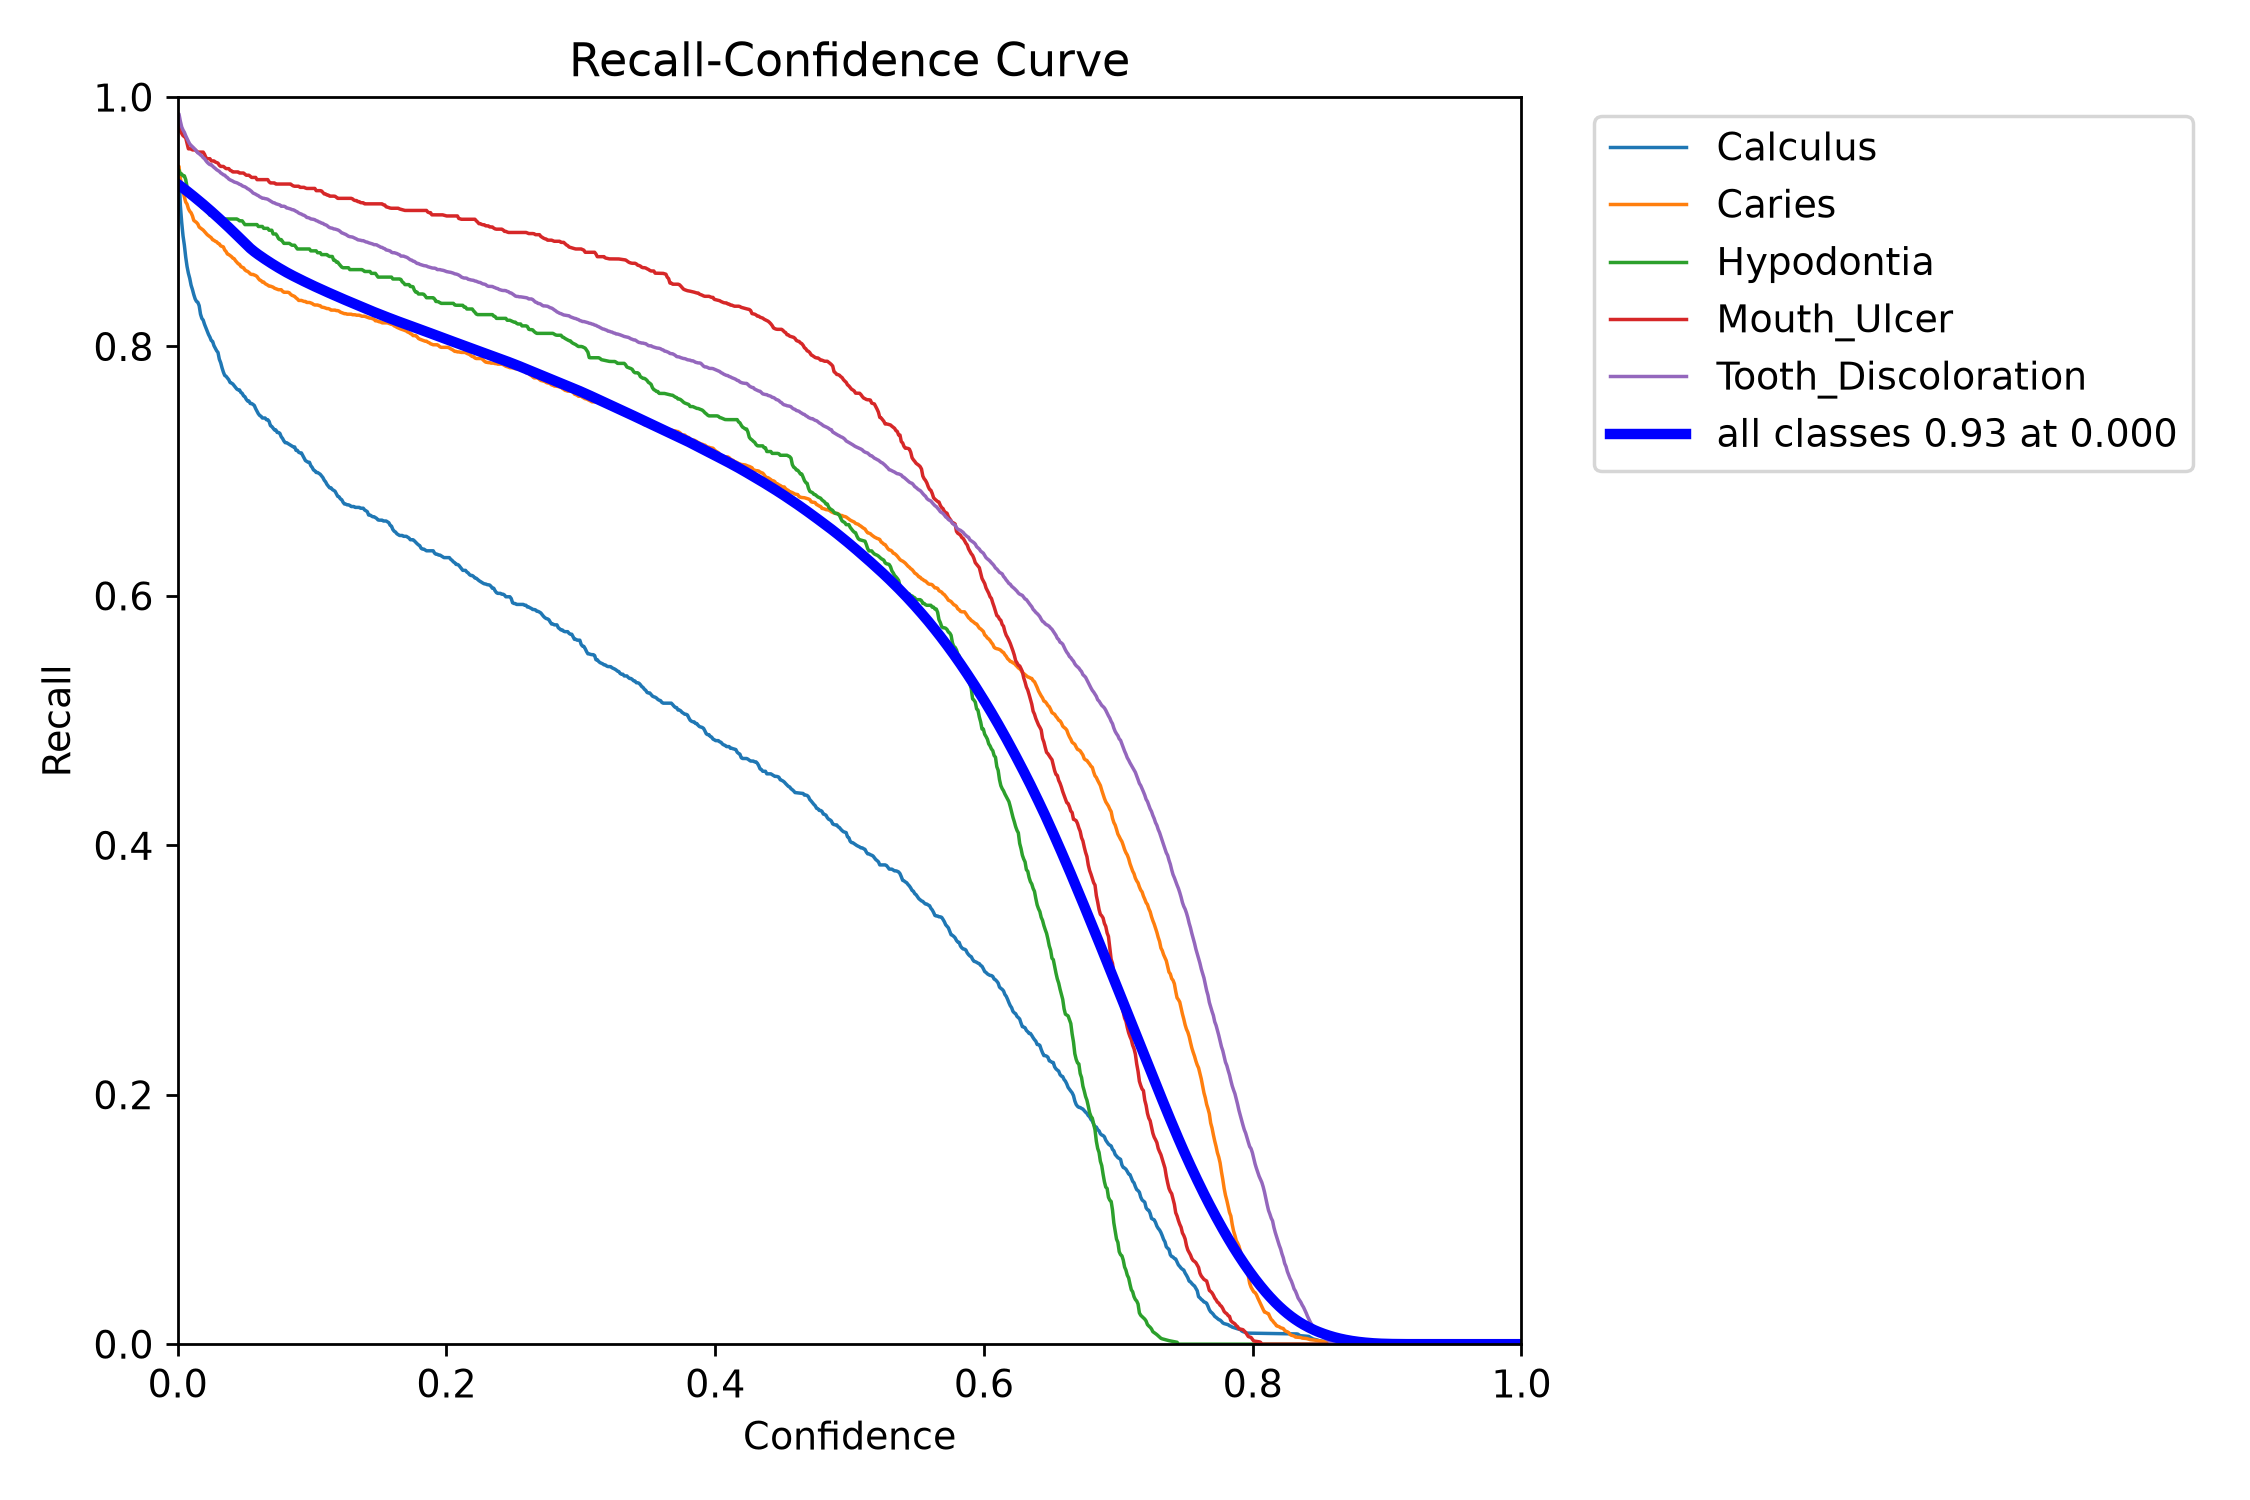 Recall-Confidence Curve
1.0
0.8
0.6
0.4
0.2
0.0
Recall
0.0 0.2 0.4 0.6 0.8 1.0
Confidence
Calculus
Caries
Hypodontia
Mouth_Ulcer
Tooth_Discoloration
all classes 0.93 at 0.000